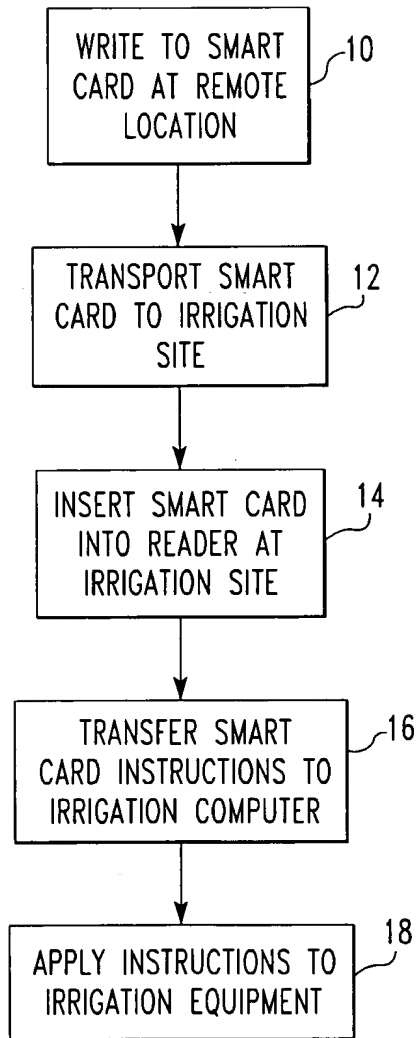 WRITE TO SMART
CARD AT REMOTE
LOCATION
10
TRANSPORT SMART
CARD TO IRRIGATION
SITE
12
INSERT SMART CARD
INTO READER AT
IRRIGATION SITE
14
TRANSFER SMART
CARD INSTRUCTIONS TO
IRRIGATION COMPUTER
16
APPLY INSTRUCTIONS TO
IRRIGATION EQUIPMENT
18